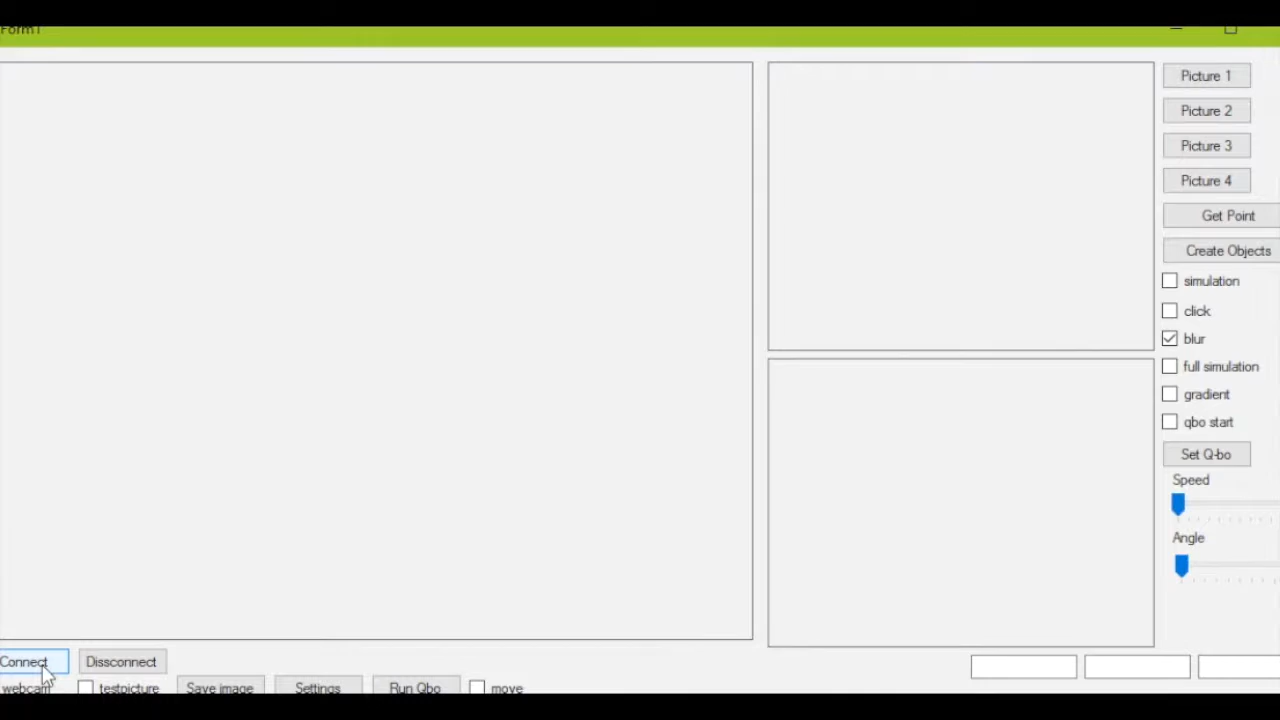 Form1
Picture 1
Picture 2
Picture 3
Picture 4
Get Point
Create Objects
simulation
click
blur
full simulation
gradient
qbo start
Set Q-bo
Speed
Angle
Connect Dissconnect
webcam testpicture Save image Settings Run Qbo move